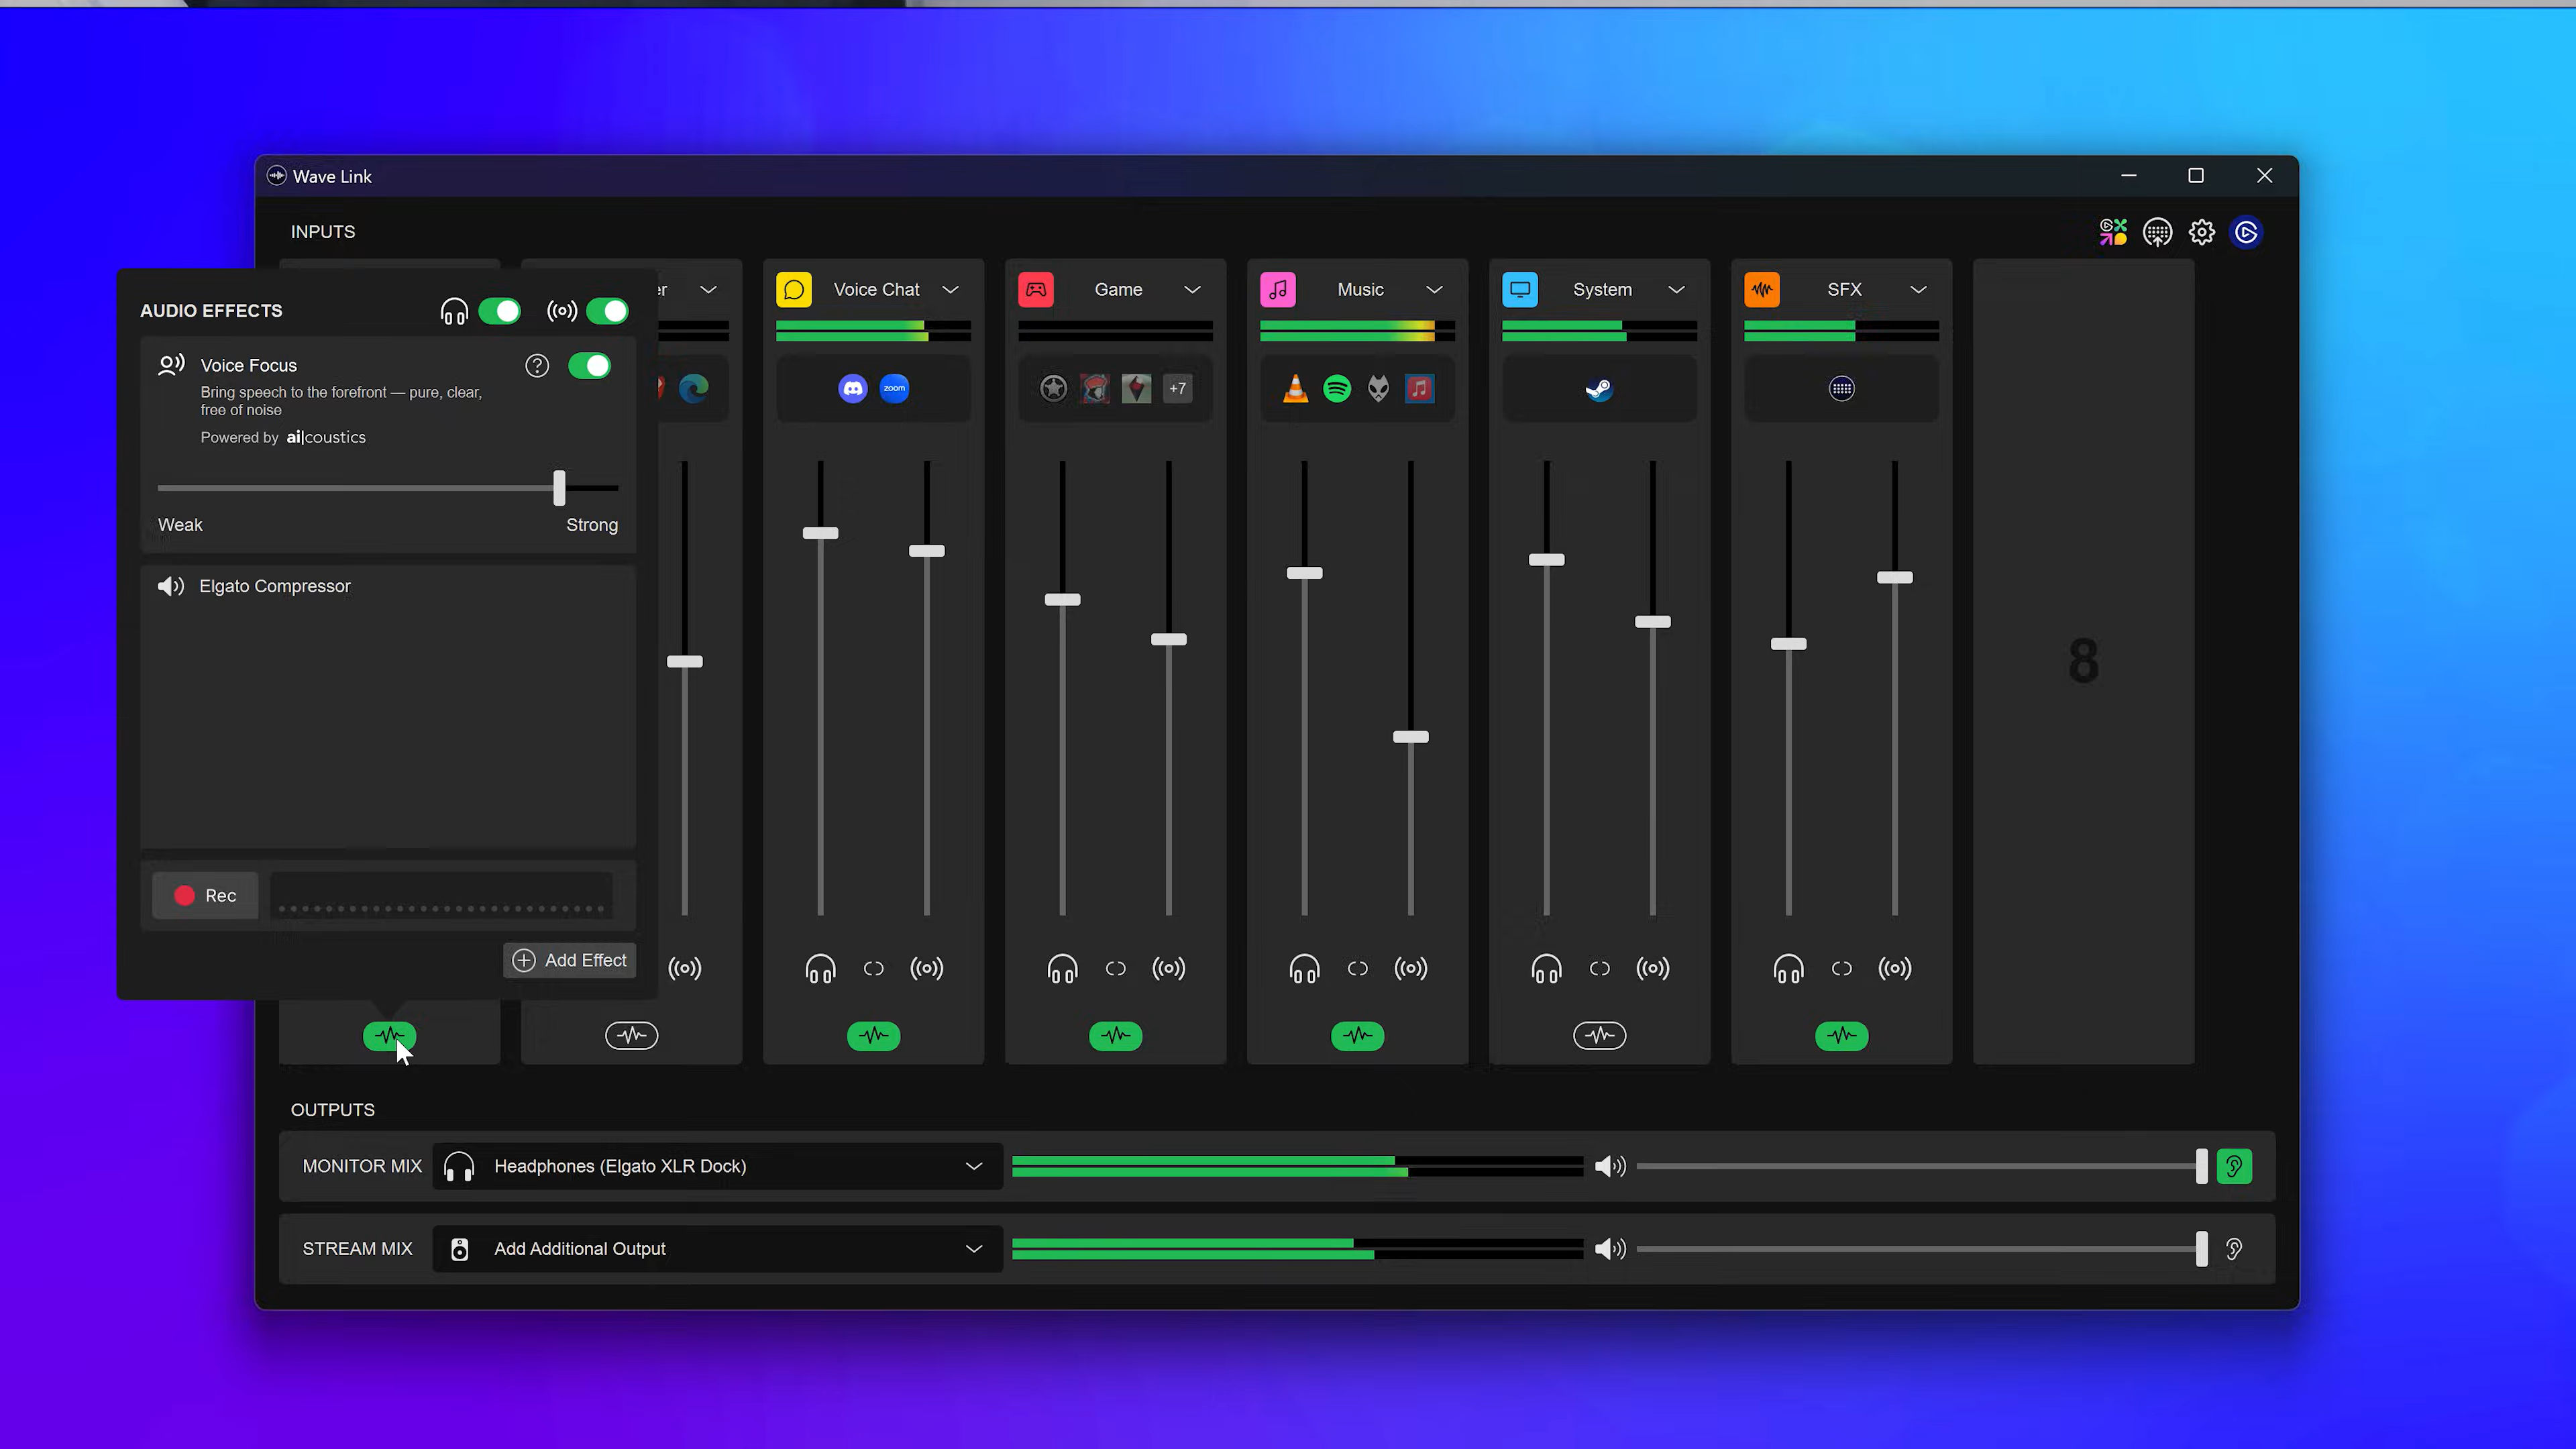 Wave Link
INPUTS
AUDIO EFFECTS
Voice Focus
Bring speech to the forefront — pure, clear,
free of noise
Powered by ai|coustics
Weak
Strong
Elgato Compressor
Rec
Add Effect
er
Voice Chat
zoom
Game
+7
Music
System
SFX
8
OUTPUTS
MONITOR MIX
Headphones (Elgato XLR Dock)
STREAM MIX
Add Additional Output